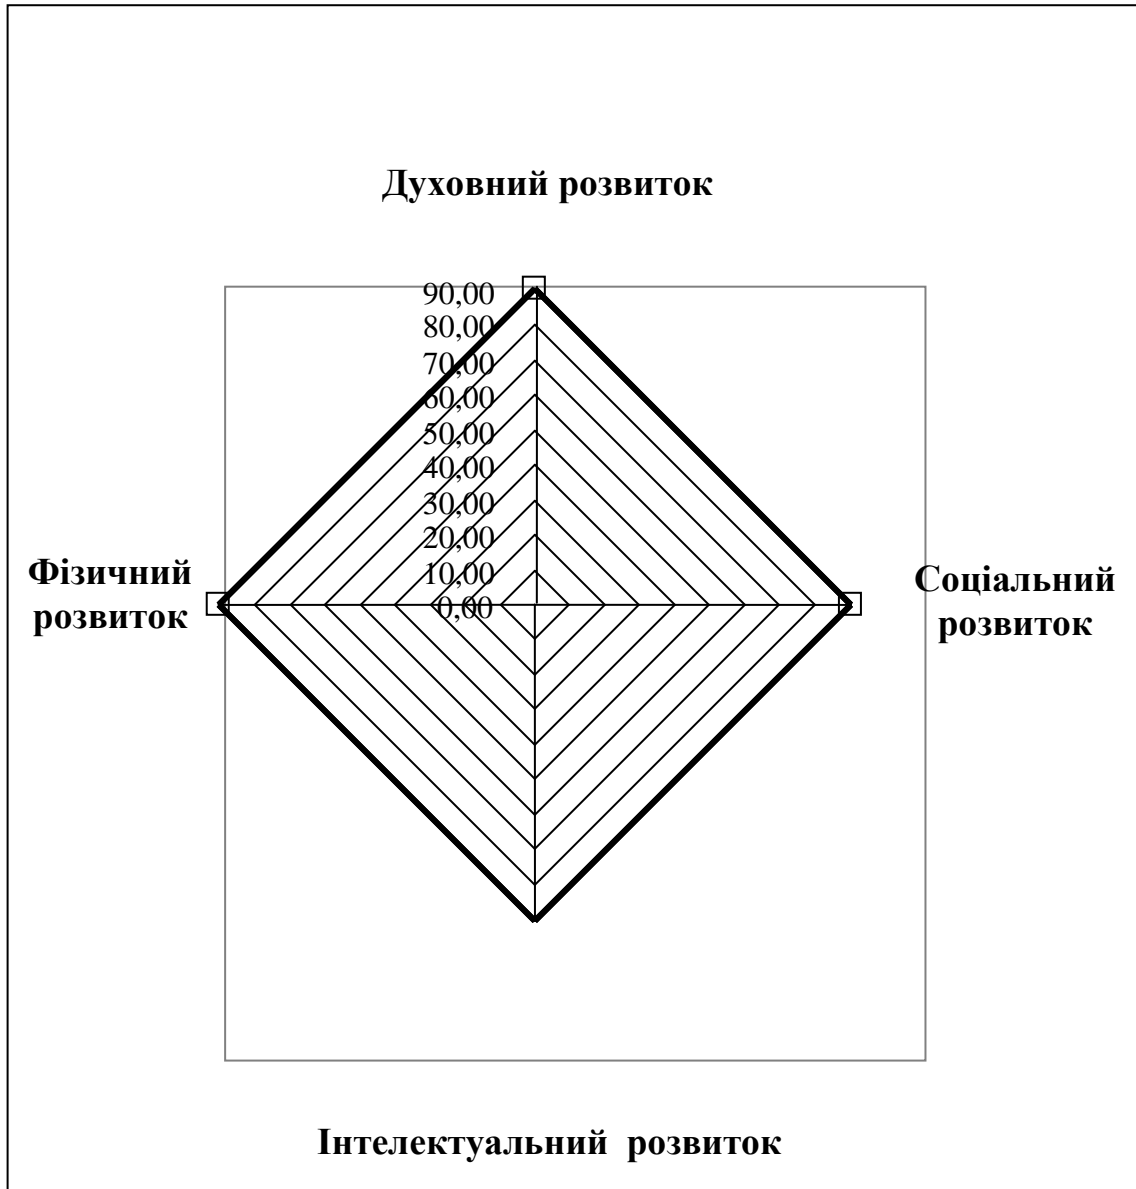 Духовний розвиток
90,00
80,00
70,00
60,00
50,00
40,00
30,00
20,00
10,00
0,00
Фізичний
розвиток
Соціальний
розвиток
Інтелектуальний розвиток